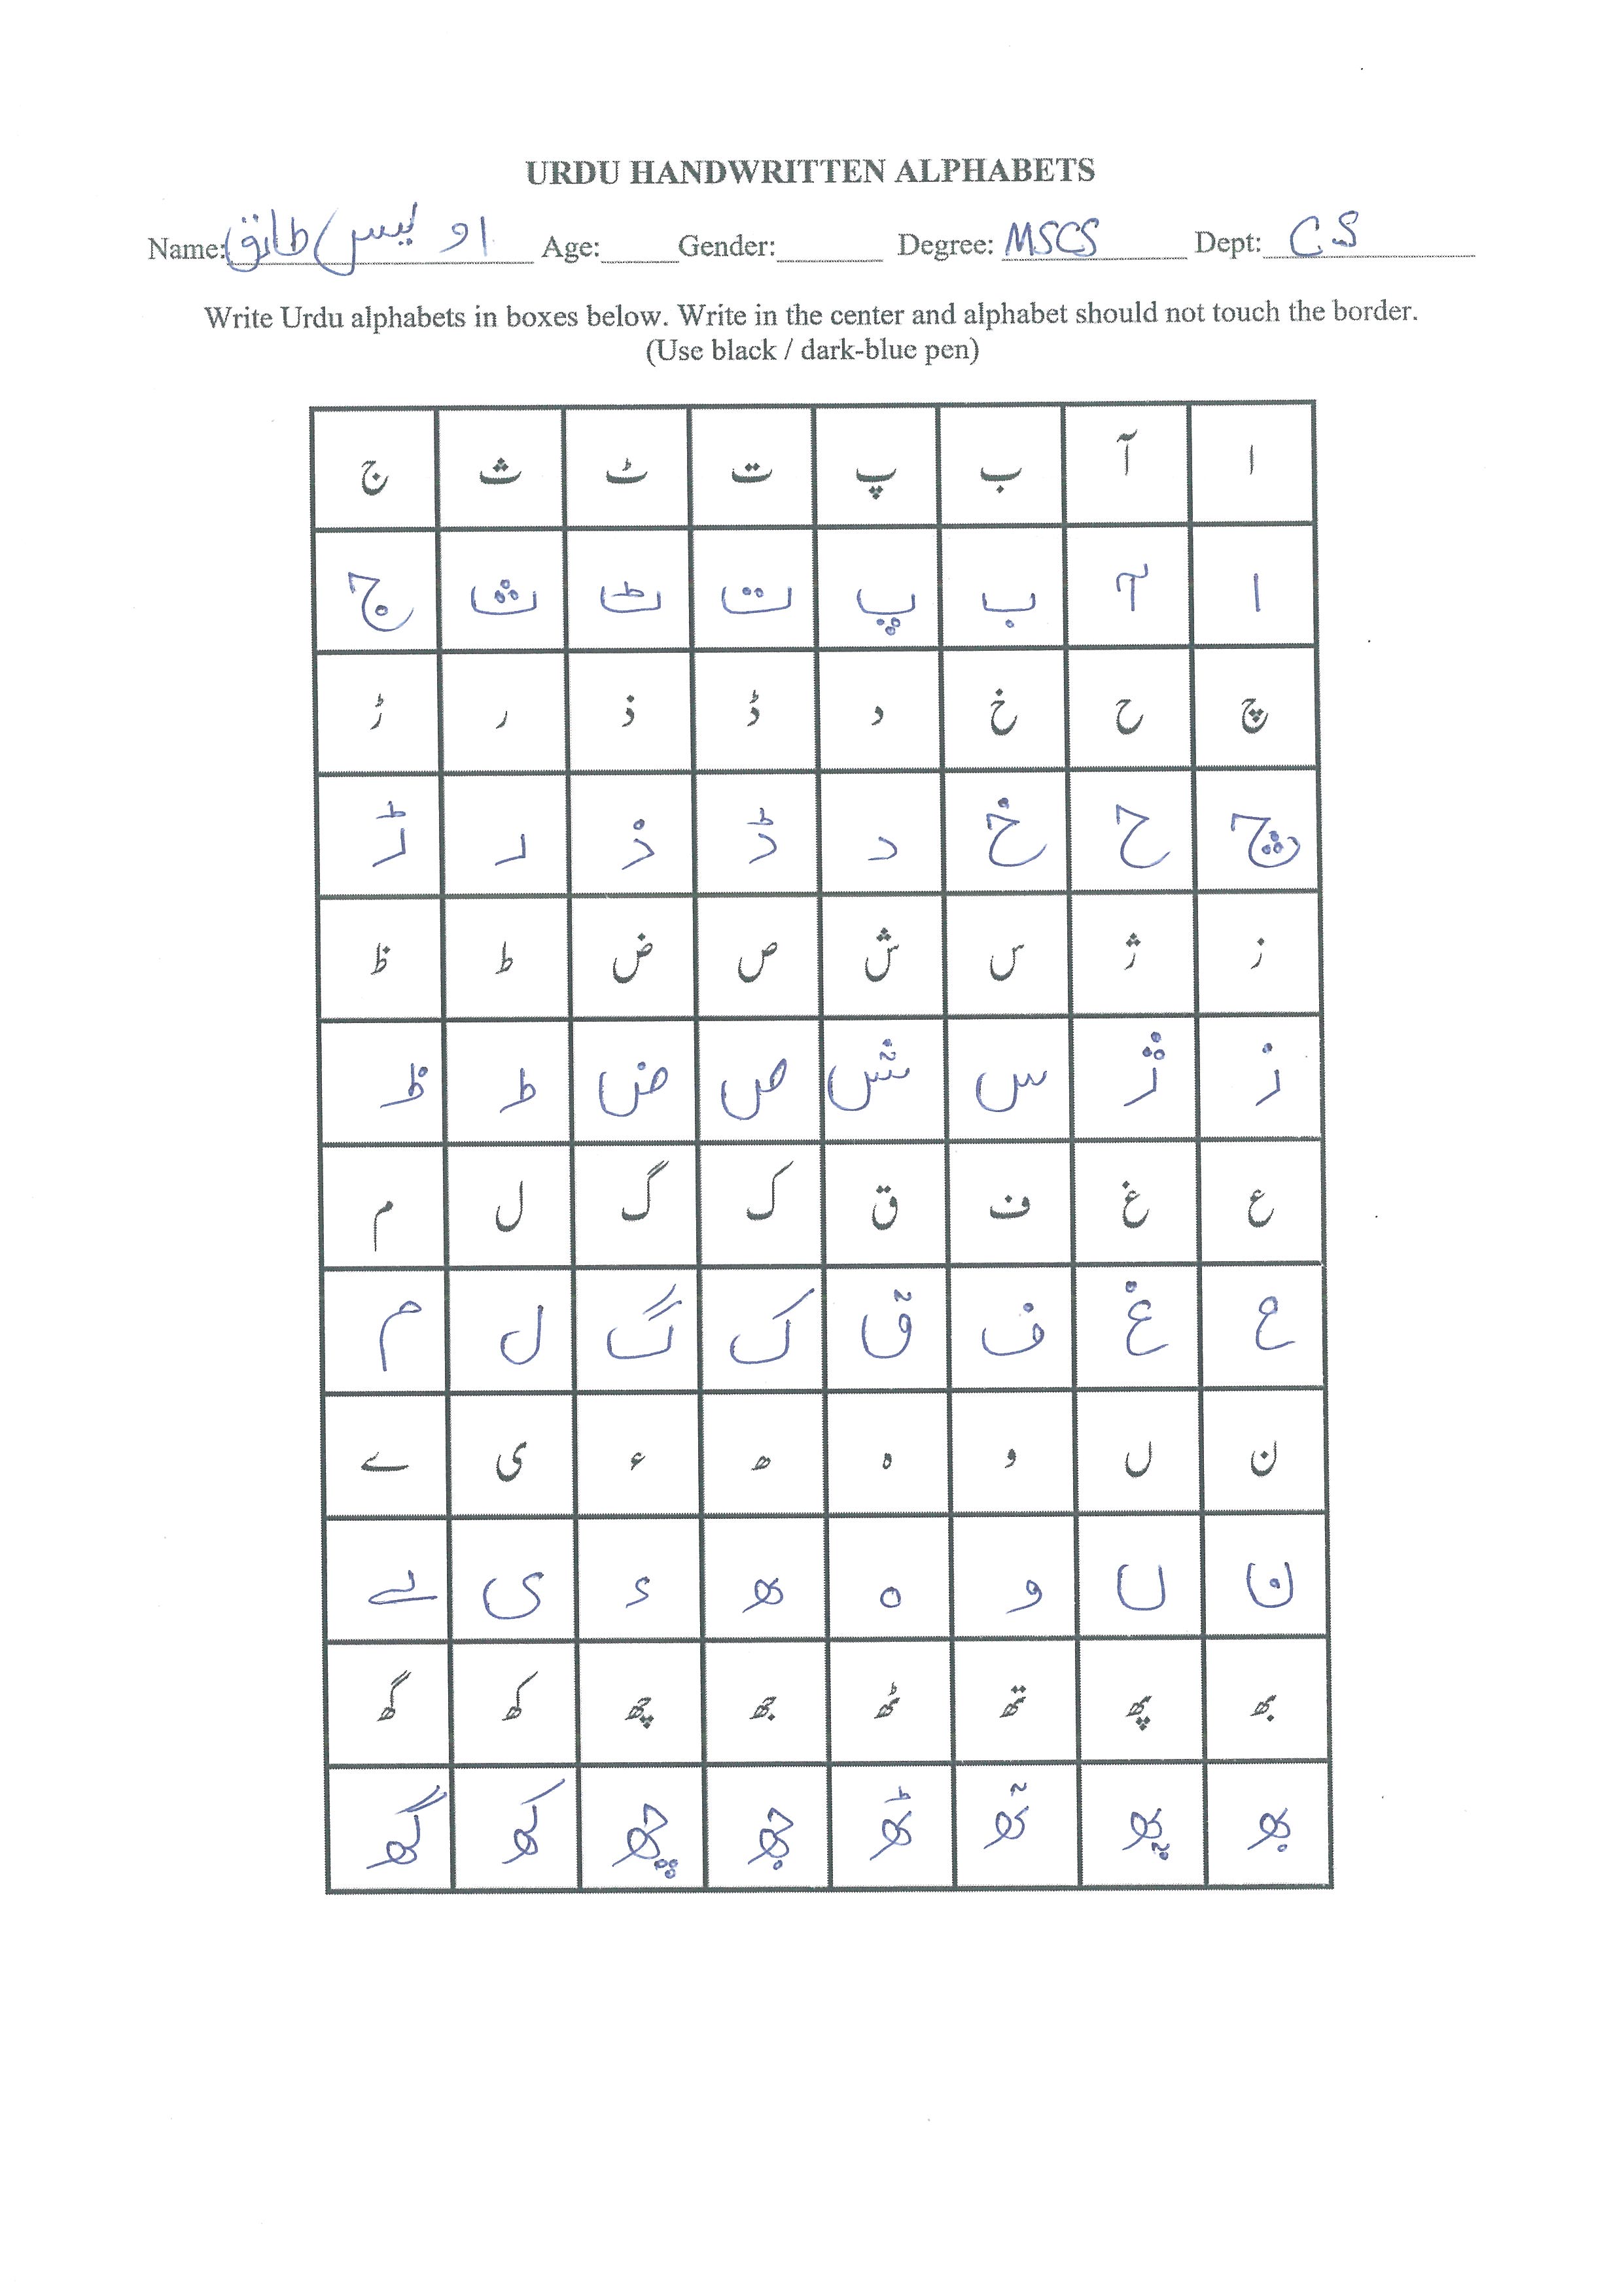 URDU HANDWRITTEN ALPHABETS
Name: اویس طارق Age: Gender: Degree: MSCS Dept: CS
Write Urdu alphabets in boxes below. Write in the center and alphabet should not touch the border.
(Use black / dark-blue pen)
ا آ ب پ ت ٹ ث ج
ا آ ب پ ت ٹ ث ج
چ ح خ د ڈ ذ ر ڑ
چ ح خ د ڈ ذ ر ڑ
ز ژ س ش ص ض ط ظ
ز ژ س ش ص ض ط ظ
ع غ ف ق ک گ ل م
ع غ ف ق ک گ ل م
ن ں و ہ ھ ء ی ے
ن ں و ہ ھ ء ی ے
بھ پھ تھ ٹھ جھ چھ کھ گھ
بھ پھ تھ ٹھ جھ چھ کھ گھ